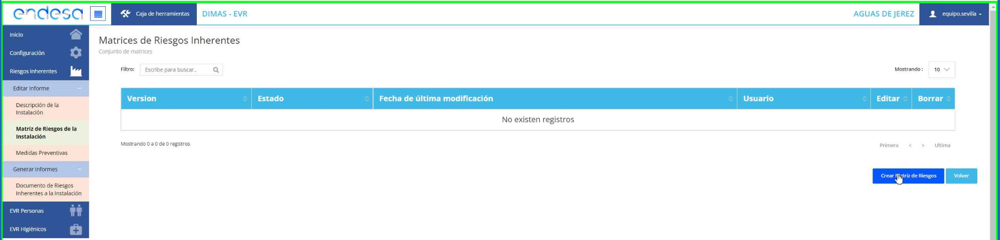 endesa
Caja de herramientas
DIMAS - EVR
AGUAS DE JEREZ
equipo.sevilla
Inicio
Configuración
Riesgos inherentes
Editar Informe
Descripción de la
Instalación
Matriz de Riesgos de la
Instalación
Medidas Preventivas
Generar Informes
Documento de Riesgos
Inherentes a la Instalación
EVR Personas
EVR Higiénicos
Matrices de Riesgos Inherentes
Conjunto de matrices
Filtro: Escribe para buscar..
Mostrando : 10
Version Estado Fecha de última modificación Usuario Editar Borrar
No existen registros
Mostrando 0 a 0 de 0 registros
Primera < > Ultima
Crear Matriz de Riesgos
Volver